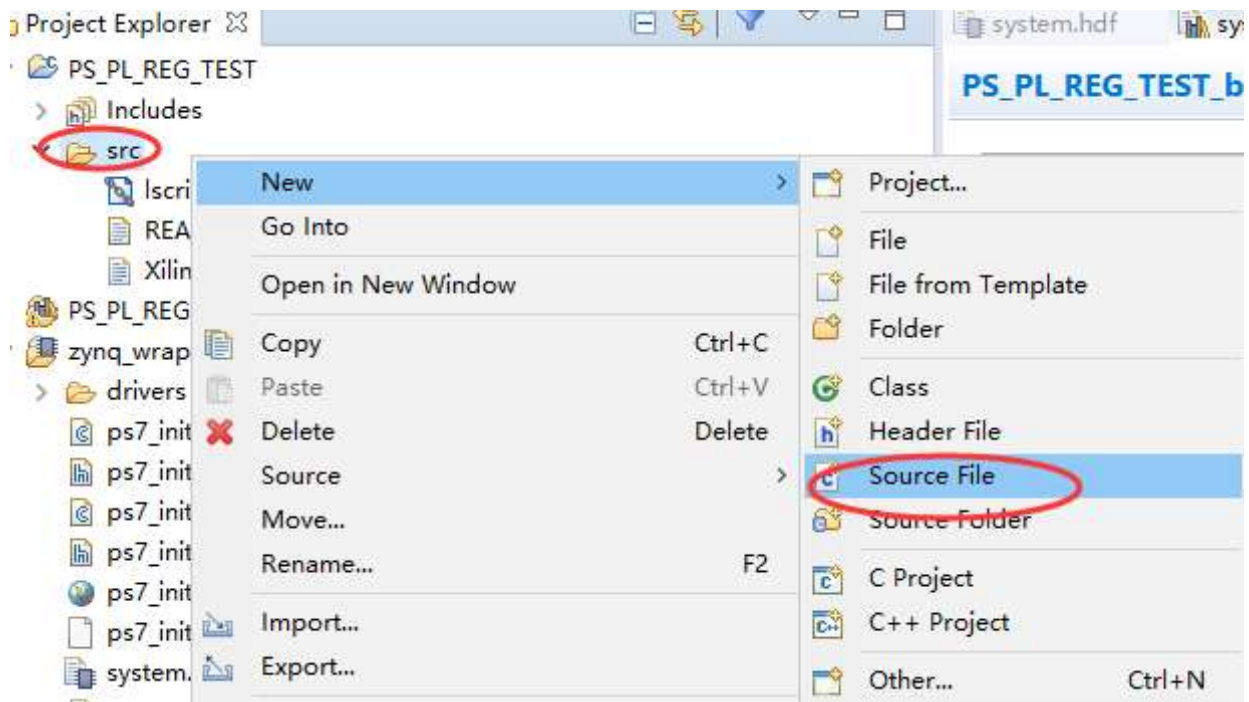 Project Explorer
system.hdf
sy
PS_PL_REG_TEST
PS_PL_REG_TEST_b
Includes
src
lscri
REA
Xilin
PS_PL_REG
zynq_wrap
drivers
ps7_init
ps7_init
ps7_init
ps7_init
ps7_init
ps7_init
system.
New
Go Into
Open in New Window
Copy Ctrl+C
Paste Ctrl+V
Delete Delete
Source
Move...
Rename... F2
Import...
Export...
Project...
File
File from Template
Folder
Class
Header File
Source File
Source Folder
C Project
C++ Project
Other... Ctrl+N